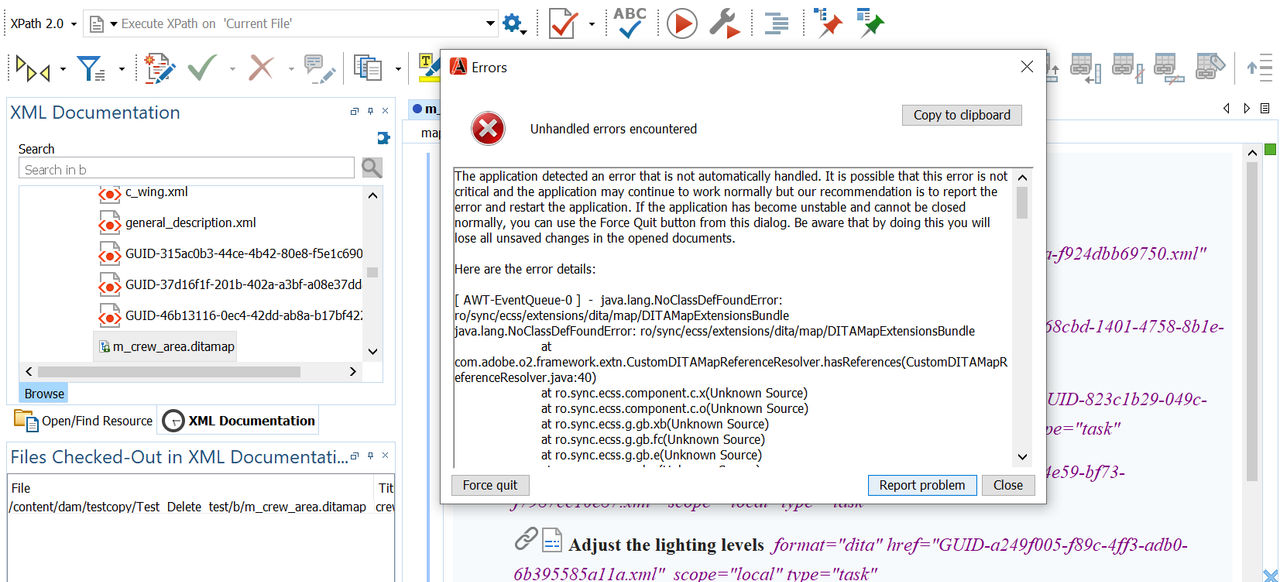 XPath 2.0
Execute XPath on 'Current File'
ABC
XML Documentation
Search
Search in b
c_wing.xml
general_description.xml
GUID-315ac0b3-44ce-4b42-80e8-f5e1c690
GUID-37d16f1f-201b-402a-a3bf-a08e37dd
GUID-46b13116-0ec4-42dd-ab8a-b17bf422
m_crew_area.ditamap
Browse
Open/Find Resource
XML Documentation
Files Checked-Out in XML Documentati...
File
Tit
/content/dam/testcopy/Test_Delete_test/b/m_crew_area.ditamap
crew
m_
map
Errors
Unhandled errors encountered
Copy to clipboard
The application detected an error that is not automatically handled. It is possible that this error is not
critical and the application may continue to work normally but our recommendation is to report the
error and restart the application. If the application has become unstable and cannot be closed
normally, you can use the Force Quit button from this dialog. Be aware that by doing this you will
lose all unsaved changes in the opened documents.
Here are the error details:
[ AWT-EventQueue-0 ] - java.lang.NoClassDefFoundError:
ro/sync/ecss/extensions/dita/map/DITAMapExtensionsBundle
java.lang.NoClassDefFoundError: ro/sync/ecss/extensions/dita/map/DITAMapExtensionsBundle
at
com.adobe.o2.framework.extn.CustomDITAMapReferenceResolver.hasReferences(CustomDITAMapR
eferenceResolver.java:40)
at ro.sync.ecss.component.c.x(Unknown Source)
at ro.sync.ecss.component.c.o(Unknown Source)
at ro.sync.ecss.g.gb.xb(Unknown Source)
at ro.sync.ecss.g.gb.fc(Unknown Source)
at ro.sync.ecss.g.gb.e(Unknown Source)
Force quit
Report problem
Close
a-f924dbb69750.xml"
68cbd-1401-4758-8b1e-
UID-823c1b29-049c-
pe="task"
4e59-bf73-
f7987cc10e87.xml" scope="local" type="task"
Adjust the lighting levels format="dita" href="GUID-a249f005-f89c-4ff3-adb0-
6b395585a11a.xml" scope="local" type="task"